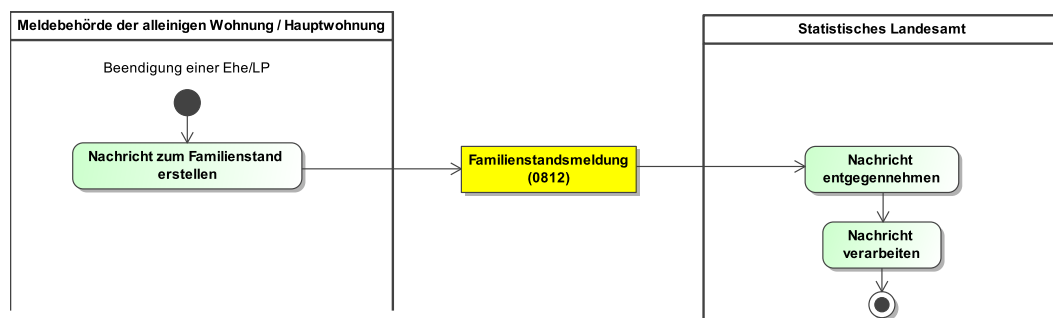 Meldebehörde der alleinigen Wohnung / Hauptwohnung
Statistisches Landesamt
Beendigung einer Ehe/LP
Nachricht zum Familienstand
erstellen
Familienstandsmeldung
(0812)
Nachricht
entgegennehmen
Nachricht
verarbeiten